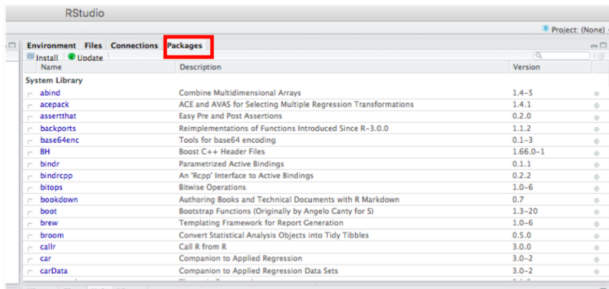 RStudio
Project: (None)
Environment Files Connections Packages
Install Update
Name Description Version
System Library
abind Combine Multidimensional Arrays 1.4-5
acepack ACE and AVAS for Selecting Multiple Regression Transformations 1.4.1
assertthat Easy Pre and Post Assertions 0.2.0
backports Reimplementations of Functions Introduced Since R-3.0.0 1.1.2
base64enc Tools for base64 encoding 0.1-3
BH Boost C++ Header Files 1.66.0-1
bindr Parametrized Active Bindings 0.1.1
bindrcpp An 'Rcpp' Interface to Active Bindings 0.2.2
bitops Bitwise Operations 1.0-6
bookdown Authoring Books and Technical Documents with R Markdown 0.7
boot Bootstrap Functions (Originally by Angelo Canty for S) 1.3-20
brew Templating Framework for Report Generation 1.0-6
broom Convert Statistical Analysis Objects into Tidy Tibbles 0.5.0
callr Call R from R 3.0.0
car Companion to Applied Regression 3.0-2
carData Companion to Applied Regression Data Sets 3.0-2